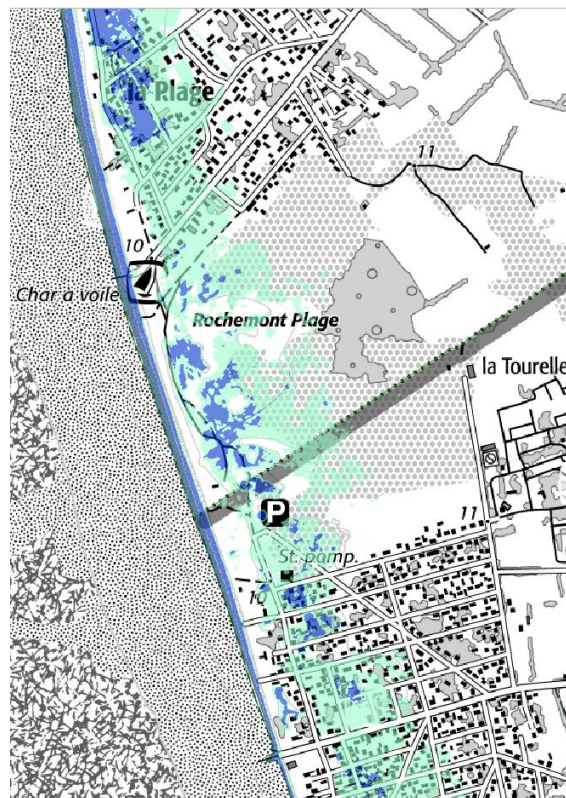 la Plage
11
10
Char a voile
Rochemont Plage
la Tourelle
P
11
St. pomp.
10